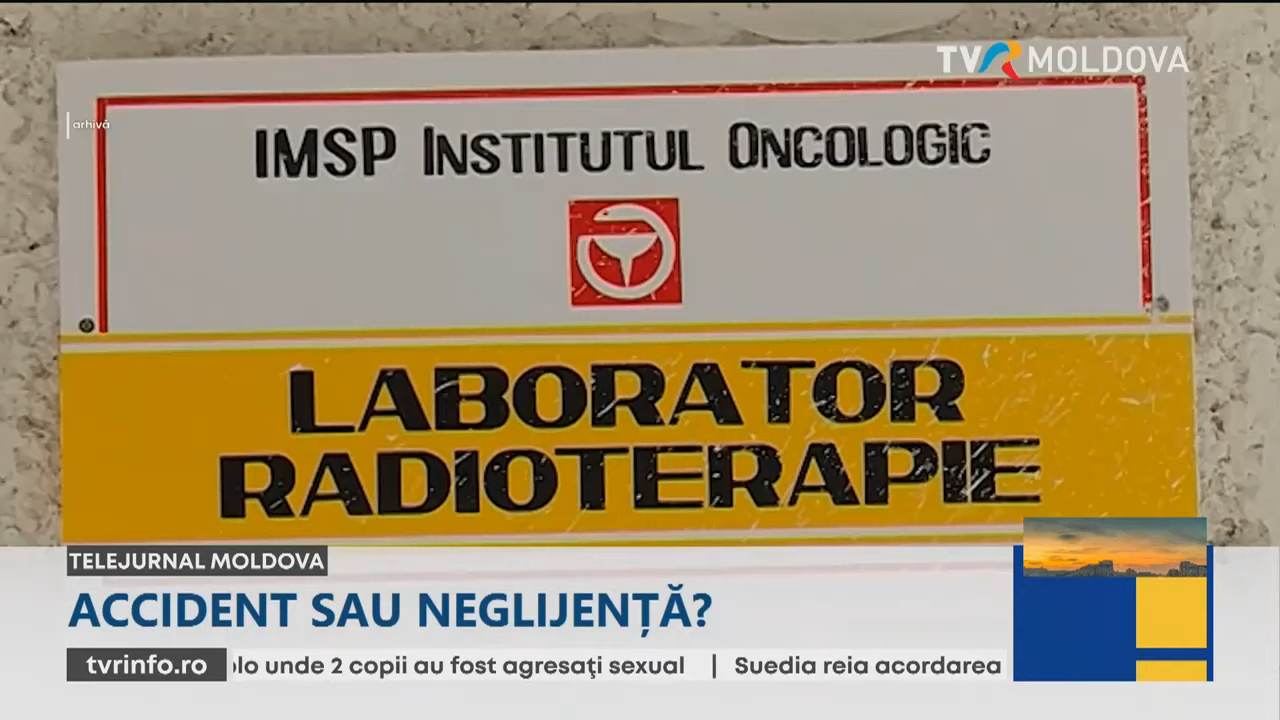 TVR MOLDOVA
arhivă
IMSP INSTITUTUL ONCOLOGIC
LABORATOR
RADIOTERAPIE
TELEJURNAL MOLDOVA
ACCIDENT SAU NEGLIJENȚĂ?
tvrinfo.ro
unde 2 copii au fost agresaţi sexual | Suedia reia acordarea